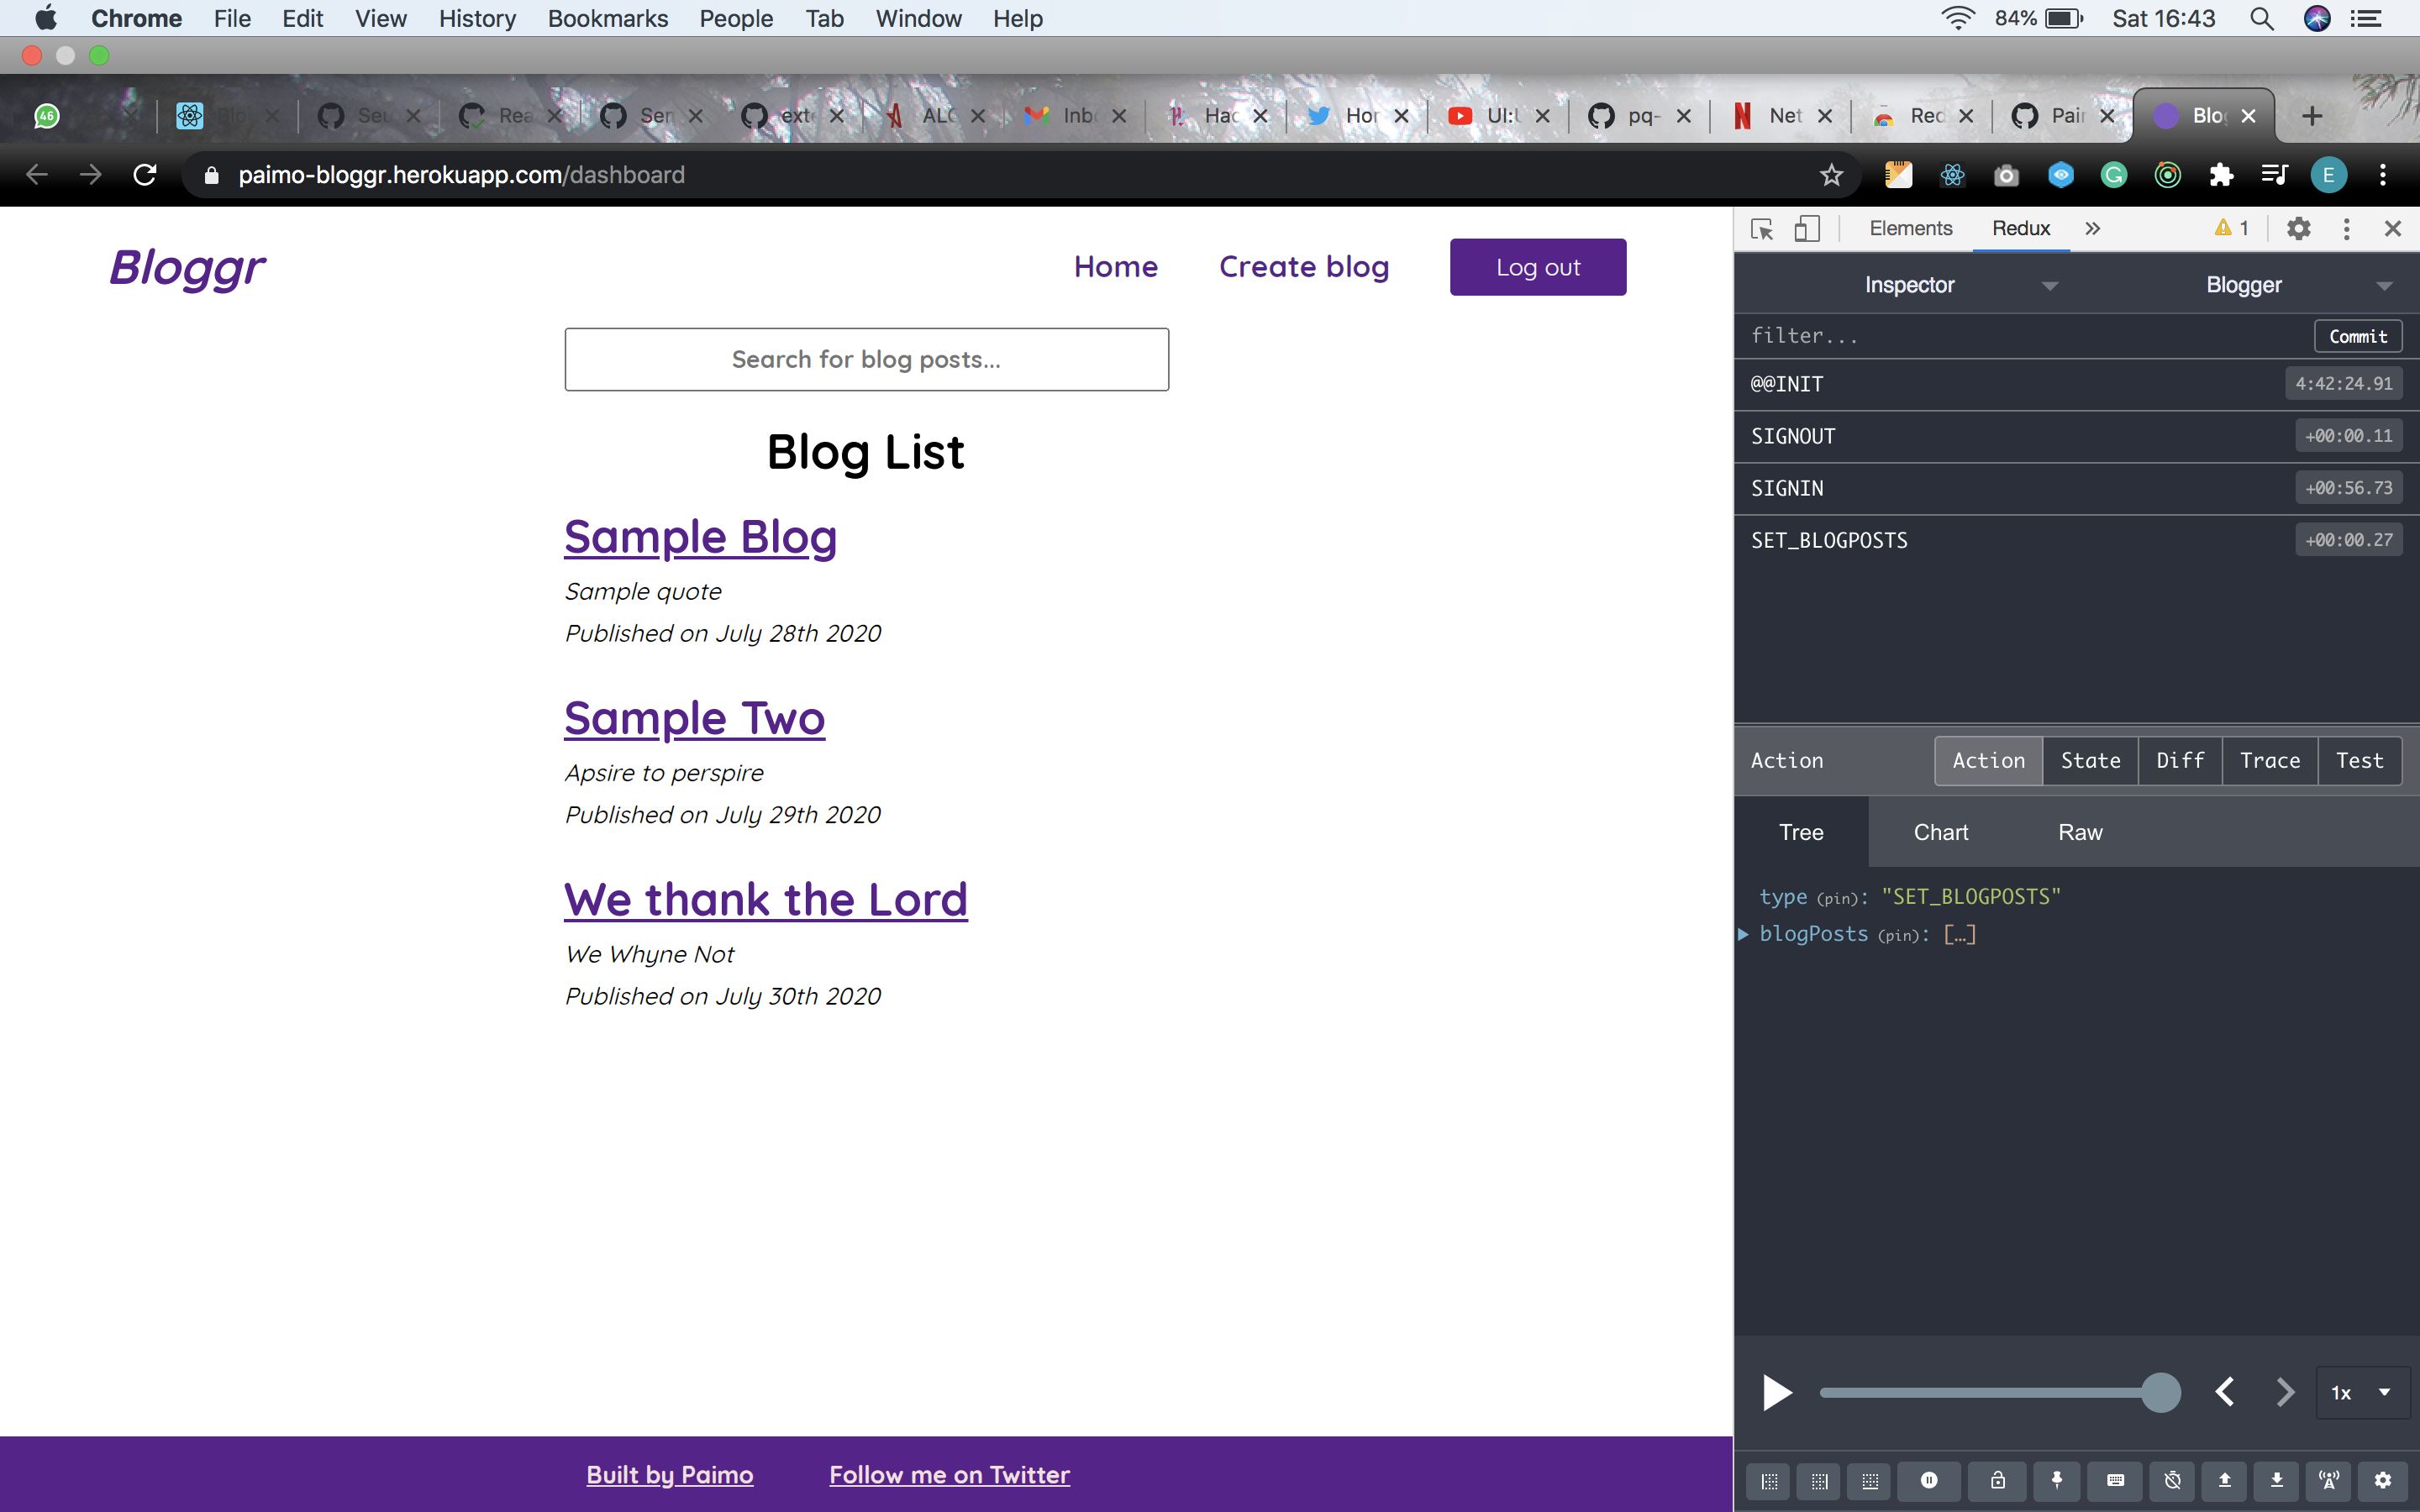 Chrome File Edit View History Bookmarks People Tab Window Help 84% Sat 16:43
46 Blo Seu Rea Sem ext ALC Inbo Hac Hor UI:U pq- Net Rec Pair Blog
paimo-bloggr.herokuapp.com/dashboard E
Bloggr Home Create blog Log out
Search for blog posts...
Blog List
Sample Blog
Sample quote
Published on July 28th 2020
Sample Two
Apsire to perspire
Published on July 29th 2020
We thank the Lord
We Whyne Not
Published on July 30th 2020
Built by Paimo Follow me on Twitter
Elements Redux 1
Inspector Blogger
filter... Commit
@@INIT 4:42:24.91
SIGNOUT +00:00.11
SIGNIN +00:56.73
SET_BLOGPOSTS +00:00.27
Action Action State Diff Trace Test
Tree Chart Raw
type (pin): "SET_BLOGPOSTS"
blogPosts (pin): […]
1x